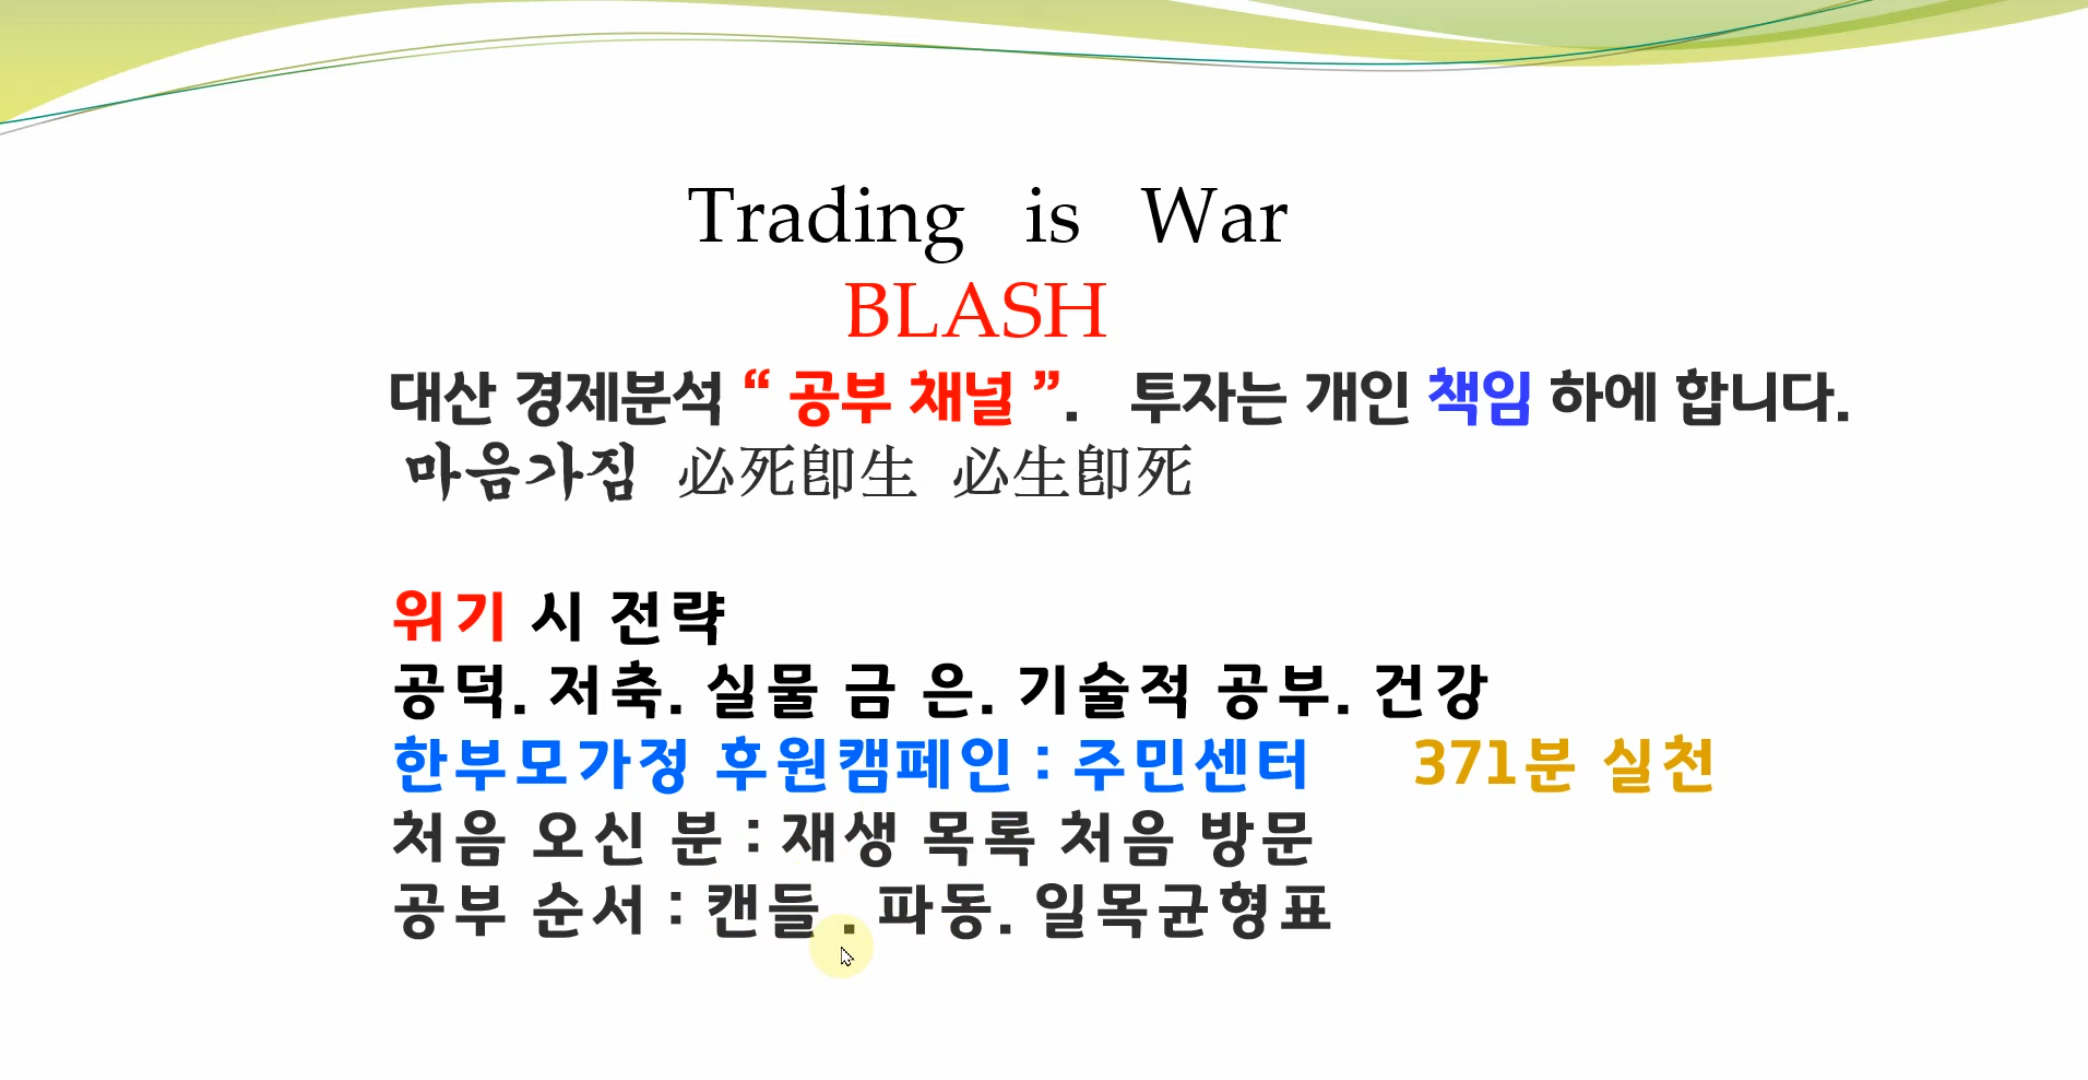 Trading is War
BLASH
대산 경제분석 “ 공부 채널 ”. 투자는 개인 책임 하에 합니다.
마음가짐 必死卽生 必生卽死
위기 시 전략
공덕. 저축. 실물 금 은. 기술적 공부. 건강
한부모가정 후원캠페인 : 주민센터 371분 실천
처음 오신 분 : 재생 목록 처음 방문
공부 순서 : 캔들 . 파동. 일목균형표